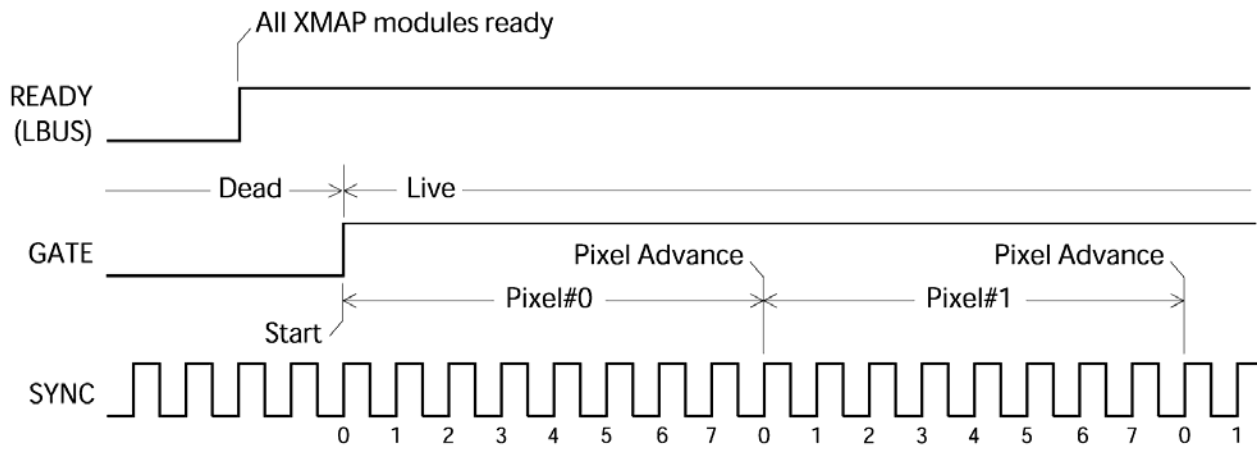 All XMAP modules ready
READY
(LBUS)
Dead
Live
GATE
Pixel Advance
Pixel Advance
Pixel#0
Pixel#1
Start
SYNC
0 1 2 3 4 5 6 7 0 1 2 3 4 5 6 7 0 1